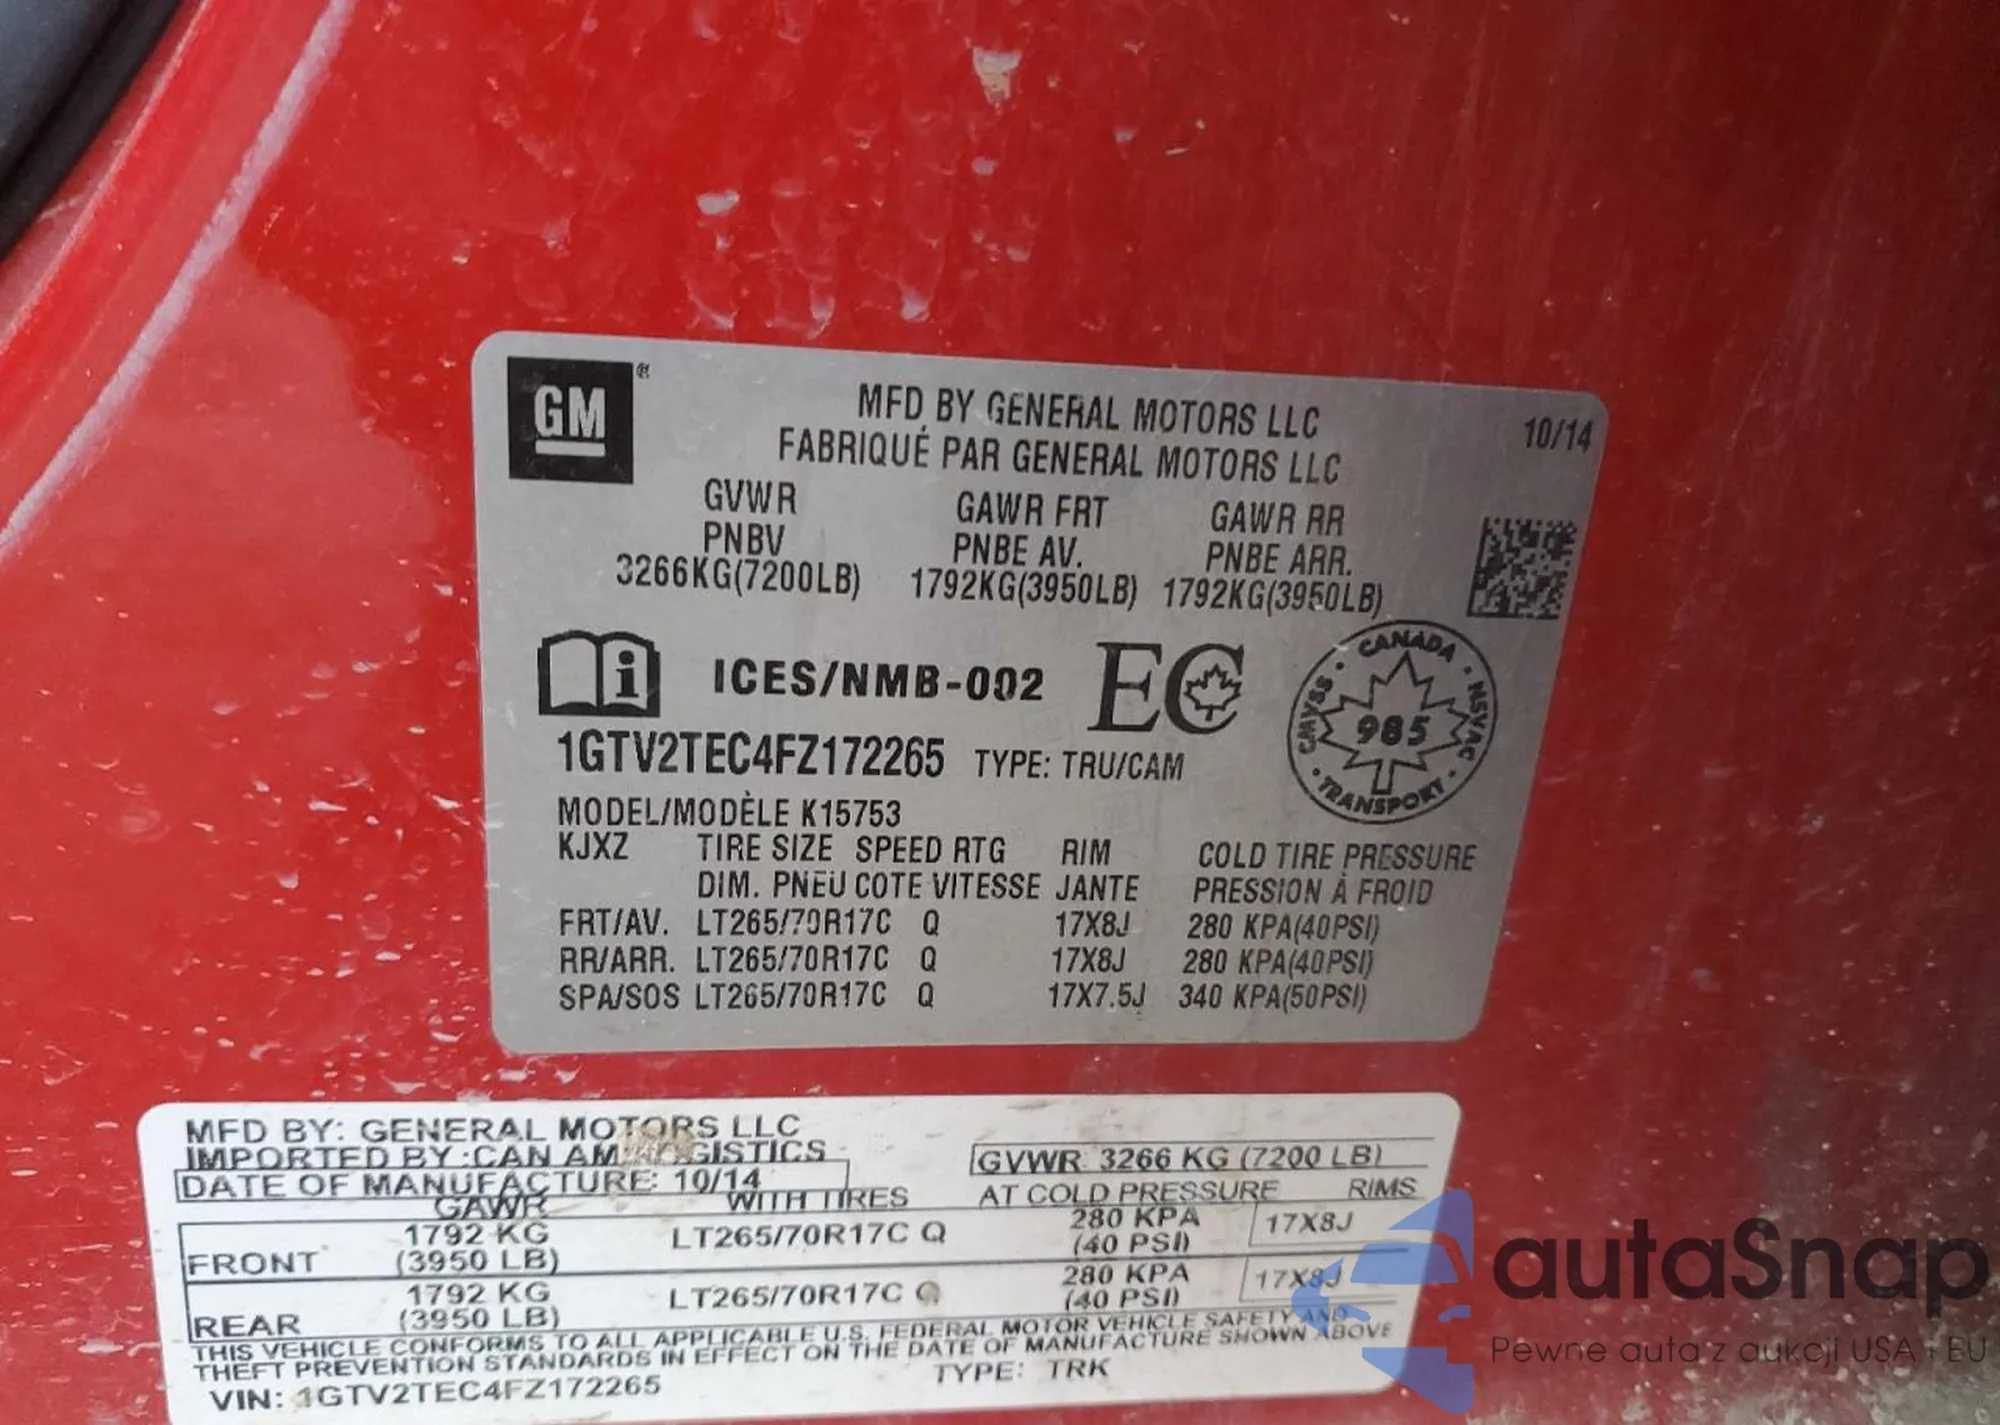 GM
MFD BY GENERAL MOTORS LLC
10/14
FABRIQUÉ PAR GENERAL MOTORS LLC
GVWR GAWR FRT GAWR RR
PNBV PNBE AV. PNBE ARR.
3266KG(7200LB) 1792KG(3950LB) 1792KG(3950LB)
ICES/NMB-002 EC
CANADA
CMVSS 985 NSVAC
TRANSPORT
1GTV2TEC4FZ172265 TYPE: TRU/CAM
MODEL/MODÈLE K15753
KJXZ TIRE SIZE SPEED RTG RIM COLD TIRE PRESSURE
DIM. PNEU COTE VITESSE JANTE PRESSION À FROID
FRT/AV. LT265/70R17C Q 17X8J 280 KPA(40PSI)
RR/ARR. LT265/70R17C Q 17X8J 280 KPA(40PSI)
SPA/SOS LT265/70R17C Q 17X7.5J 340 KPA(50PSI)
MFD BY: GENERAL MOTORS LLC
IMPORTED BY :CAN AM LOGISTICS
GVWR 3266 KG (7200 LB)
DATE OF MANUFACTURE: 10/14
GAWR WITH TIRES AT COLD PRESSURE RIMS
FRONT 1792 KG (3950 LB) LT265/70R17C Q 280 KPA (40 PSI) 17X8J
REAR 1792 KG (3950 LB) LT265/70R17C Q 280 KPA (40 PSI) 17X8J
THIS VEHICLE CONFORMS TO ALL APPLICABLE U.S. FEDERAL MOTOR VEHICLE SAFETY AND
THEFT PREVENTION STANDARDS IN EFFECT ON THE DATE OF MANUFACTURE SHOWN ABOVE
VIN: 1GTV2TEC4FZ172265 TYPE: TRK
autaSnap
Pewne auta z aukcji USA i EU